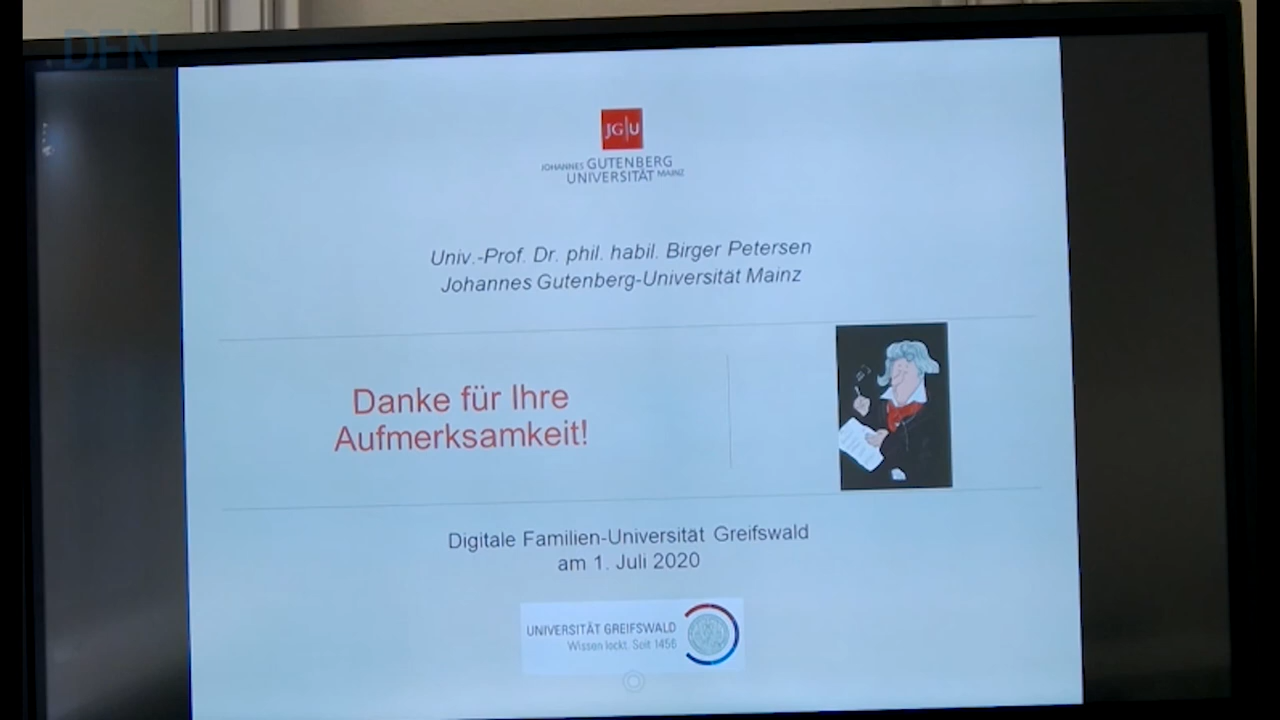 DFN
JG|U
JOHANNES GUTENBERG
UNIVERSITÄT MAINZ
Univ.-Prof. Dr. phil. habil. Birger Petersen
Johannes Gutenberg-Universität Mainz
Danke für Ihre
Aufmerksamkeit!
Digitale Familien-Universität Greifswald
am 1. Juli 2020
UNIVERSITÄT GREIFSWALD
Wissen lockt. Seit 1456